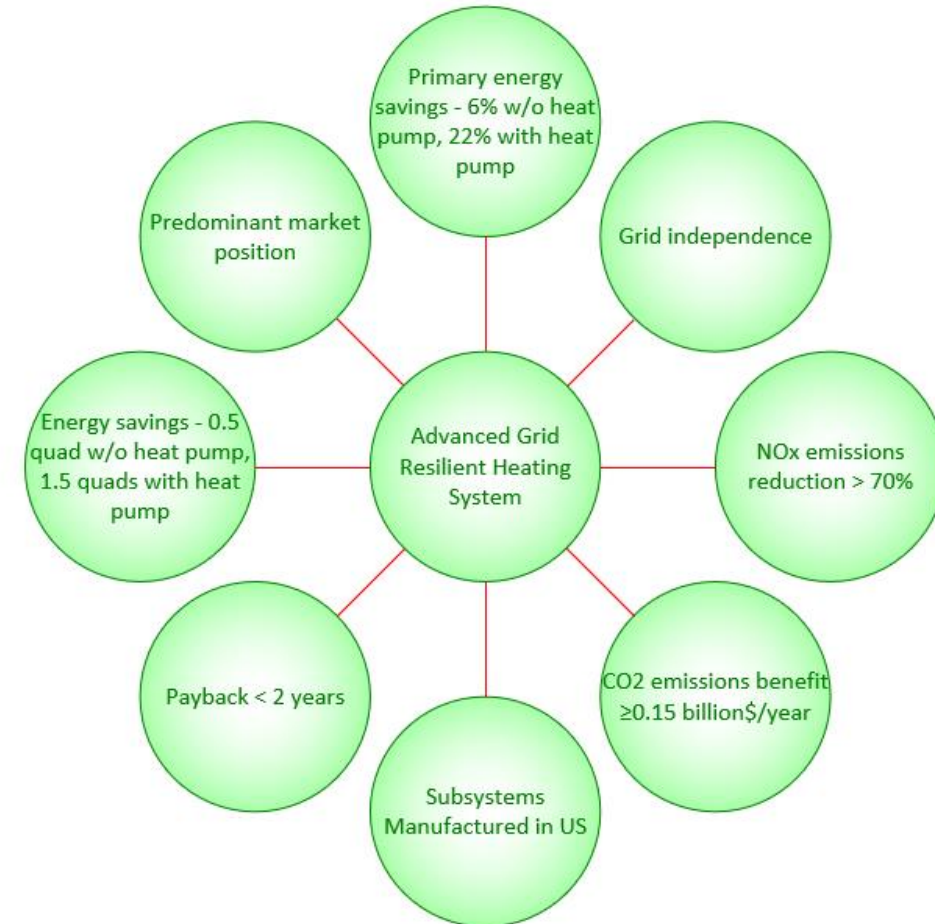 Primary energy
savings - 6% w/o heat
pump, 22% with heat
pump
Predominant market
position
Grid independence
Energy savings - 0.5
quad w/o heat pump,
1.5 quads with heat
pump
Advanced Grid
Resilient Heating
System
NOx emissions
reduction > 70%
Payback < 2 years
CO2 emissions benefit
≥0.15 billion$/year
Subsystems
Manufactured in US